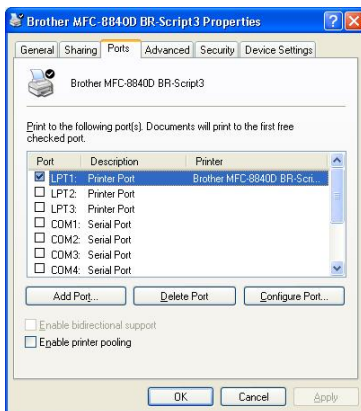 Brother MFC-8840D BR-Script3 Properties
General Sharing Ports Advanced Security Device Settings
Brother MFC-8840D BR-Script3
Print to the following port(s). Documents will print to the first free
checked port.
Port Description Printer
LPT1: Printer Port Brother MFC-8840D BR-Scri...
LPT2: Printer Port
LPT3: Printer Port
COM1: Serial Port
COM2: Serial Port
COM3: Serial Port
COM4: Serial Port
Add Port... Delete Port Configure Port...
Enable bidirectional support
Enable printer pooling
OK Cancel Apply